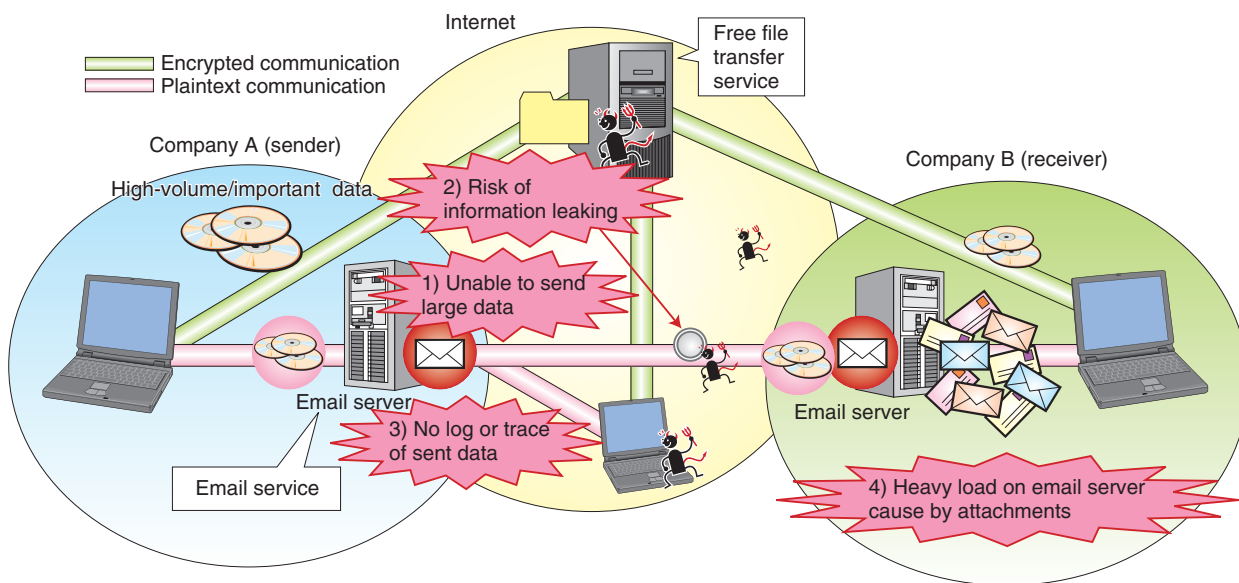 Internet
Free file
transfer
service
Encrypted communication
Plaintext communication
Company A (sender)
High-volume/important data
2) Risk of
information leaking
Company B (receiver)
1) Unable to send
large data
Email server
Email server
3) No log or trace
of sent data
Email service
4) Heavy load on email server
cause by attachments